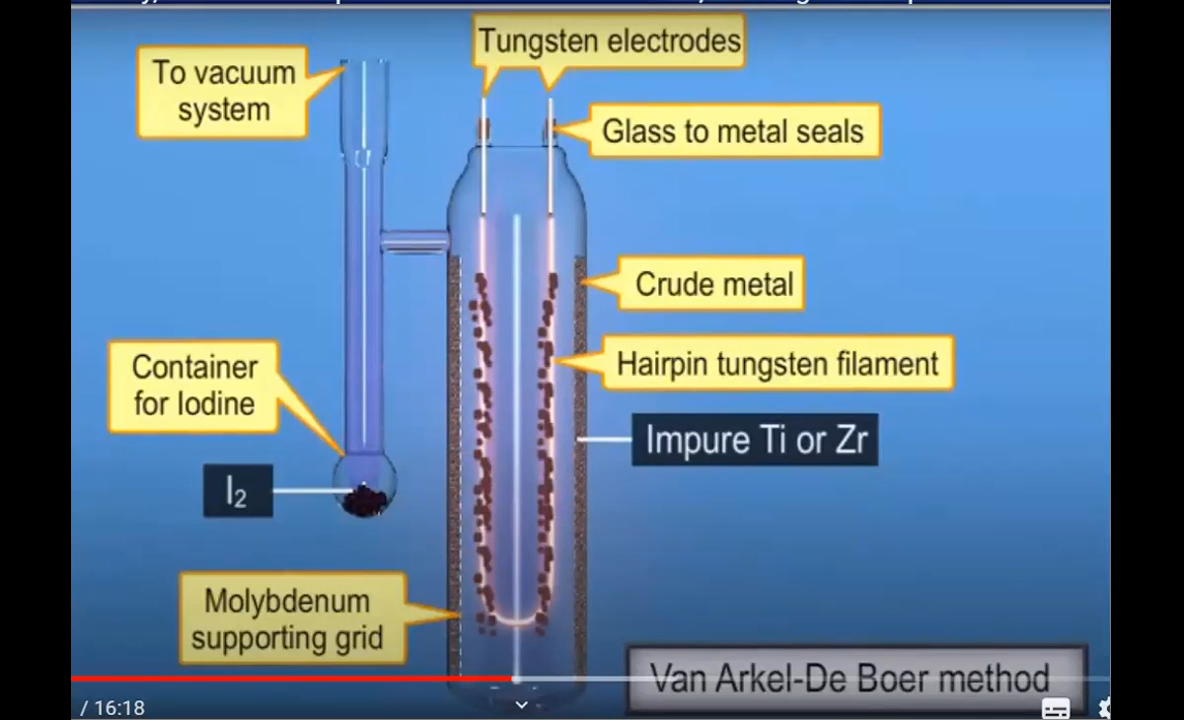 Tungsten electrodes
To vacuum
system
Glass to metal seals
Crude metal
Container
for Iodine
Hairpin tungsten filament
Impure Ti or Zr
I₂
Molybdenum
supporting grid
Van Arkel-De Boer method
/ 16:18